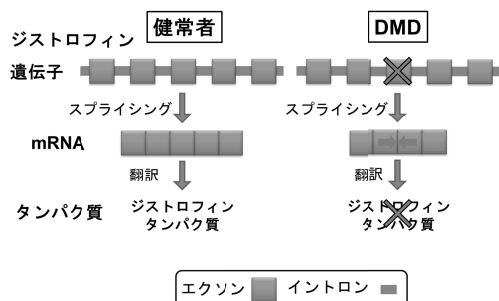 健常者
DMD
ジストロフィン
遺伝子
スプライシング
スプライシング
mRNA
翻訳
翻訳
タンパク質
ジストロフィン
タンパク質
ジストロフィン
タンパク質
エクソン
イントロン